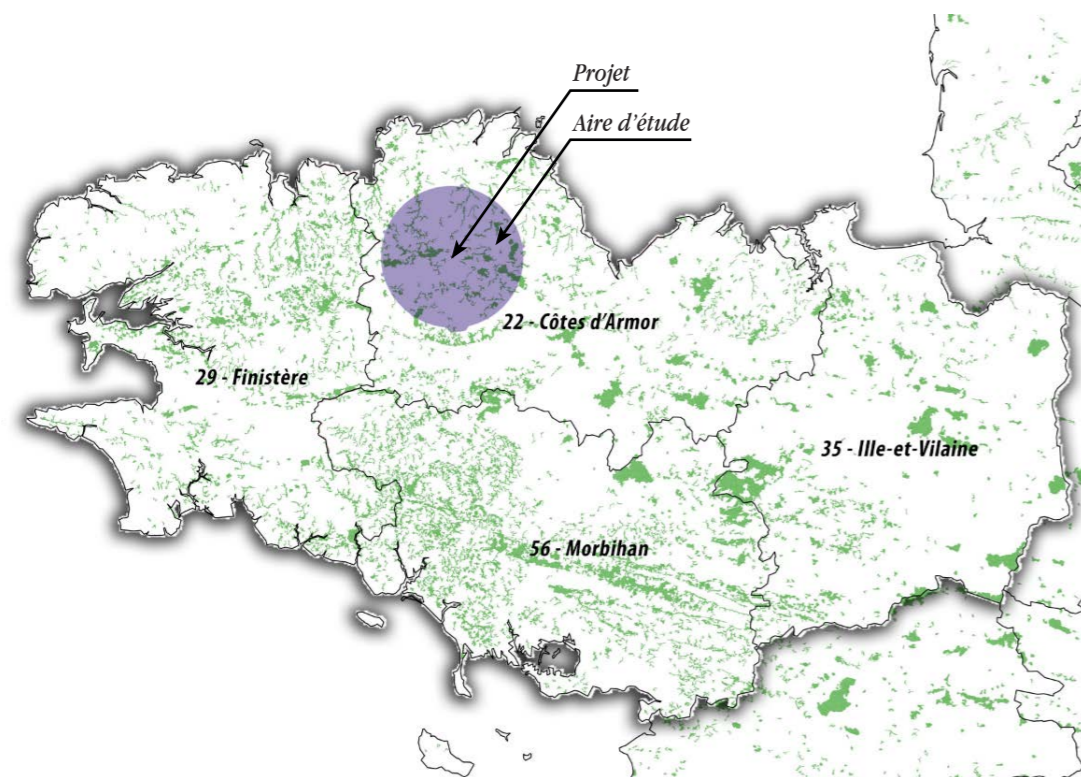 Projet
Aire d'étude
22 - Côtes d'Armor
29 - Finistère
35 - Ille-et-Vilaine
56 - Morbihan